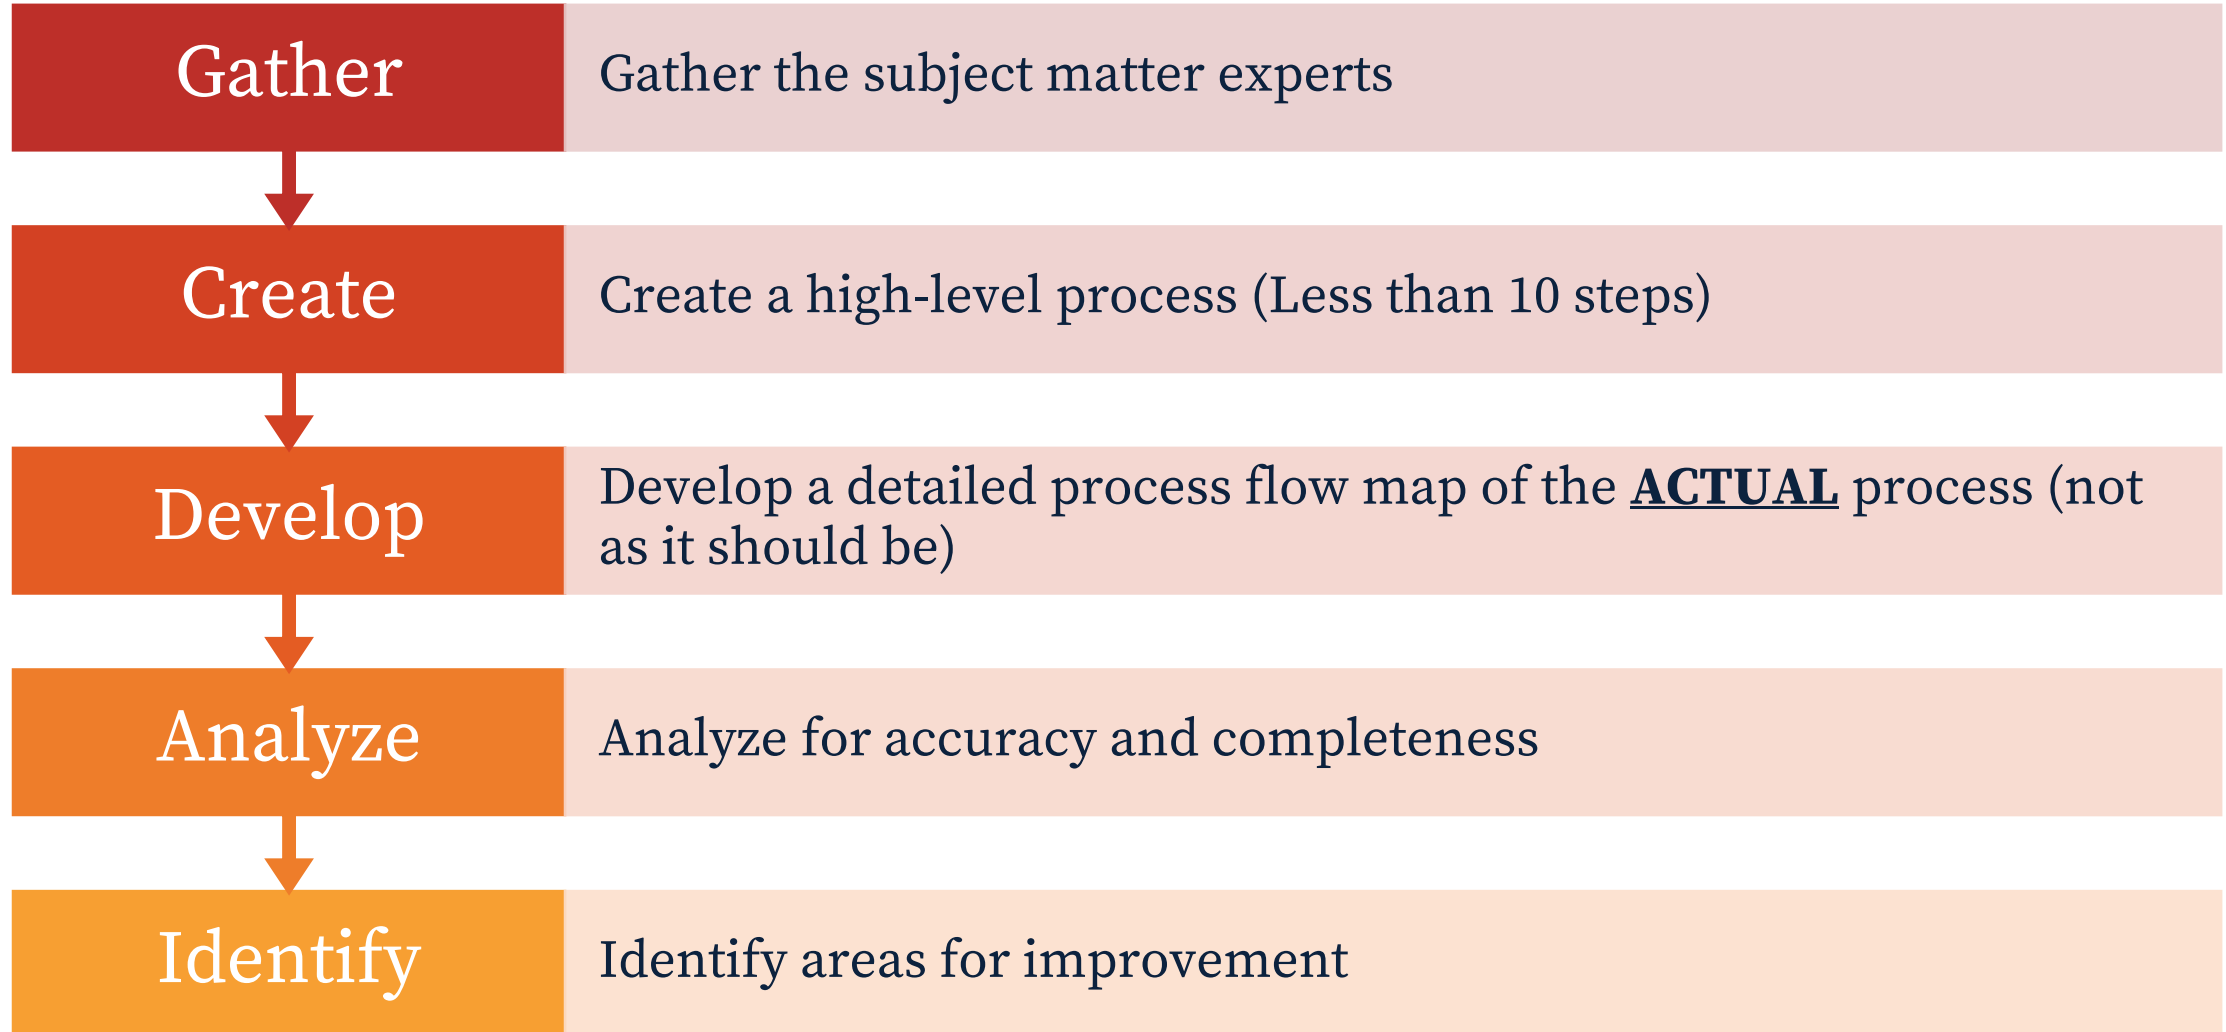 Gather
Gather the subject matter experts
Create
Create a high-level process (Less than 10 steps)
Develop
Develop a detailed process flow map of the ACTUAL process (not
as it should be)
Analyze
Analyze for accuracy and completeness
Identify
Identify areas for improvement